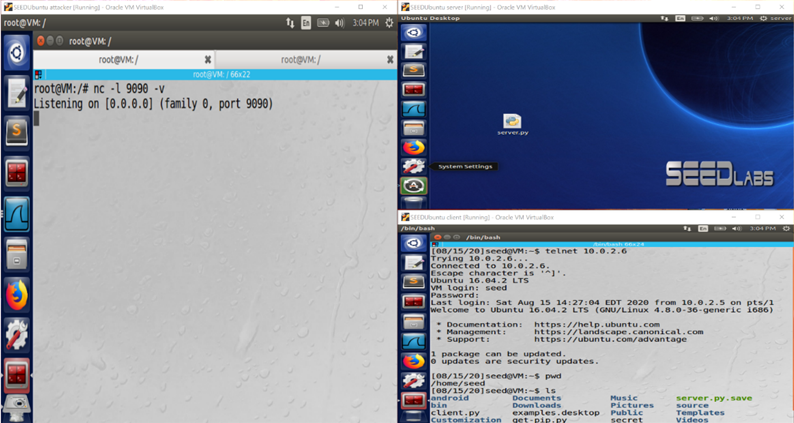 SEEDUbuntu attacker [Running] - Oracle VM VirtualBox
root@VM: /
En
3:04 PM
root@VM: /
root@VM: /
root@VM: /
root@VM: / 66x22
root@VM:/# nc -l 9090 -v
Listening on [0.0.0.0] (family 0, port 9090)
SEEDUbuntu server [Running] - Oracle VM VirtualBox
Ubuntu Desktop
En
3:04 PM
server
server.py
System Settings
SEEDLABS
SEEDUbuntu client [Running] - Oracle VM VirtualBox
/bin/bash
En
3:04 PM
/bin/bash
/bin/bash 66x24
[08/15/20]seed@VM:~$ telnet 10.0.2.6
Trying 10.0.2.6...
Connected to 10.0.2.6.
Escape character is '^]'.
Ubuntu 16.04.2 LTS
VM login: seed
Password:
Last login: Sat Aug 15 14:27:04 EDT 2020 from 10.0.2.5 on pts/1
Welcome to Ubuntu 16.04.2 LTS (GNU/Linux 4.8.0-36-generic i686)
* Documentation: https://help.ubuntu.com
* Management: https://landscape.canonical.com
* Support: https://ubuntu.com/advantage
1 package can be updated.
0 updates are security updates.
[08/15/20]seed@VM:~$ pwd
/home/seed
[08/15/20]seed@VM:~$ ls
android Documents Music server.py.save
bin Downloads Pictures source
client.py examples.desktop Public Templates
Customization get-pip.py secret Videos